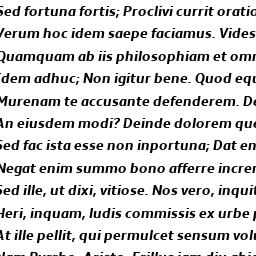 Sed fortuna fortis; Proclivi currit oratio
Verum hoc idem saepe faciamus. Vides
Quamquam ab iis philosophiam et omn
Idem adhuc; Non igitur bene. Quod equ
Murenam te accusante defenderem. De
An eiusdem modi? Deinde dolorem que
Sed fac ista esse non inportuna; Dat en
Negat enim summo bono afferre increm
Sed ille, ut dixi, vitiose. Nos vero, inquit
Heri, inquam, ludis commissis ex urbe p
At ille pellit, qui permulcet sensum volu